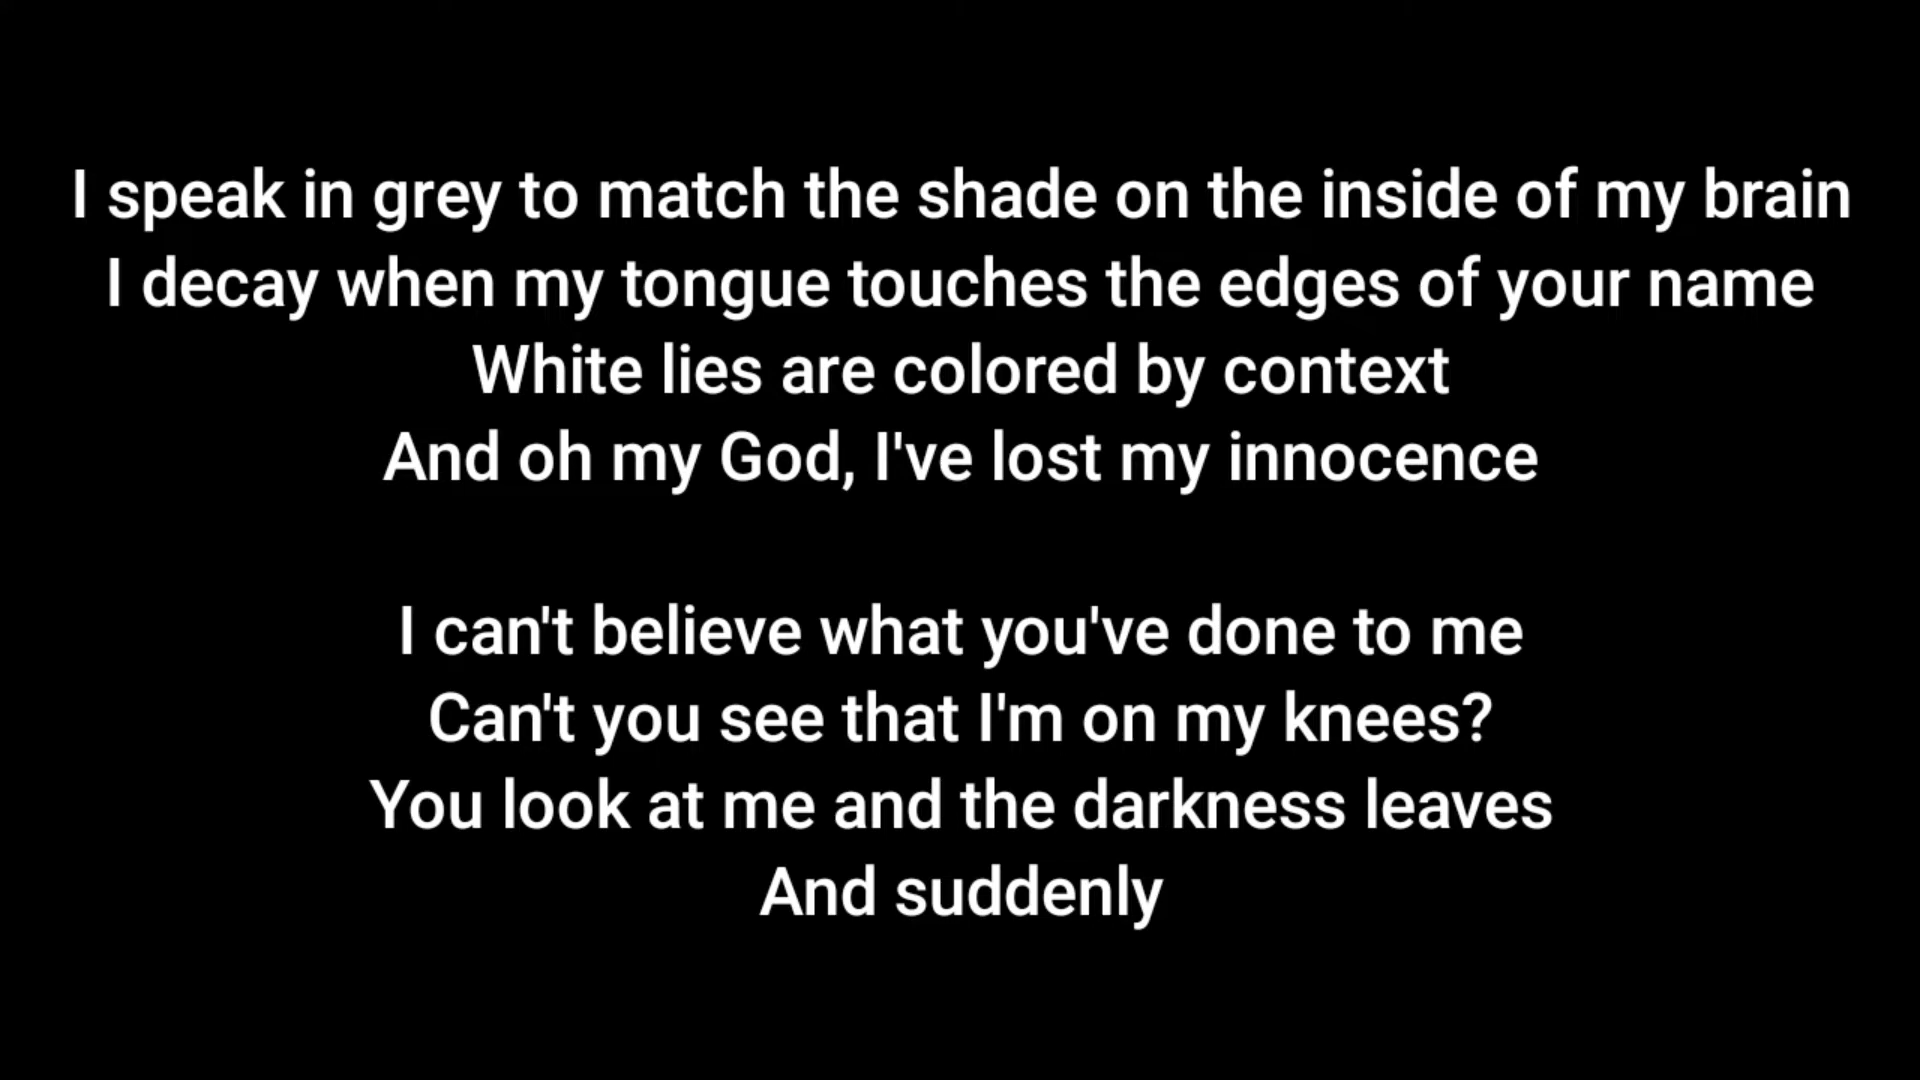 I speak in grey to match the shade on the inside of my brain
I decay when my tongue touches the edges of your name
White lies are colored by context
And oh my God, I've lost my innocence
I can't believe what you've done to me
Can't you see that I'm on my knees?
You look at me and the darkness leaves
And suddenly